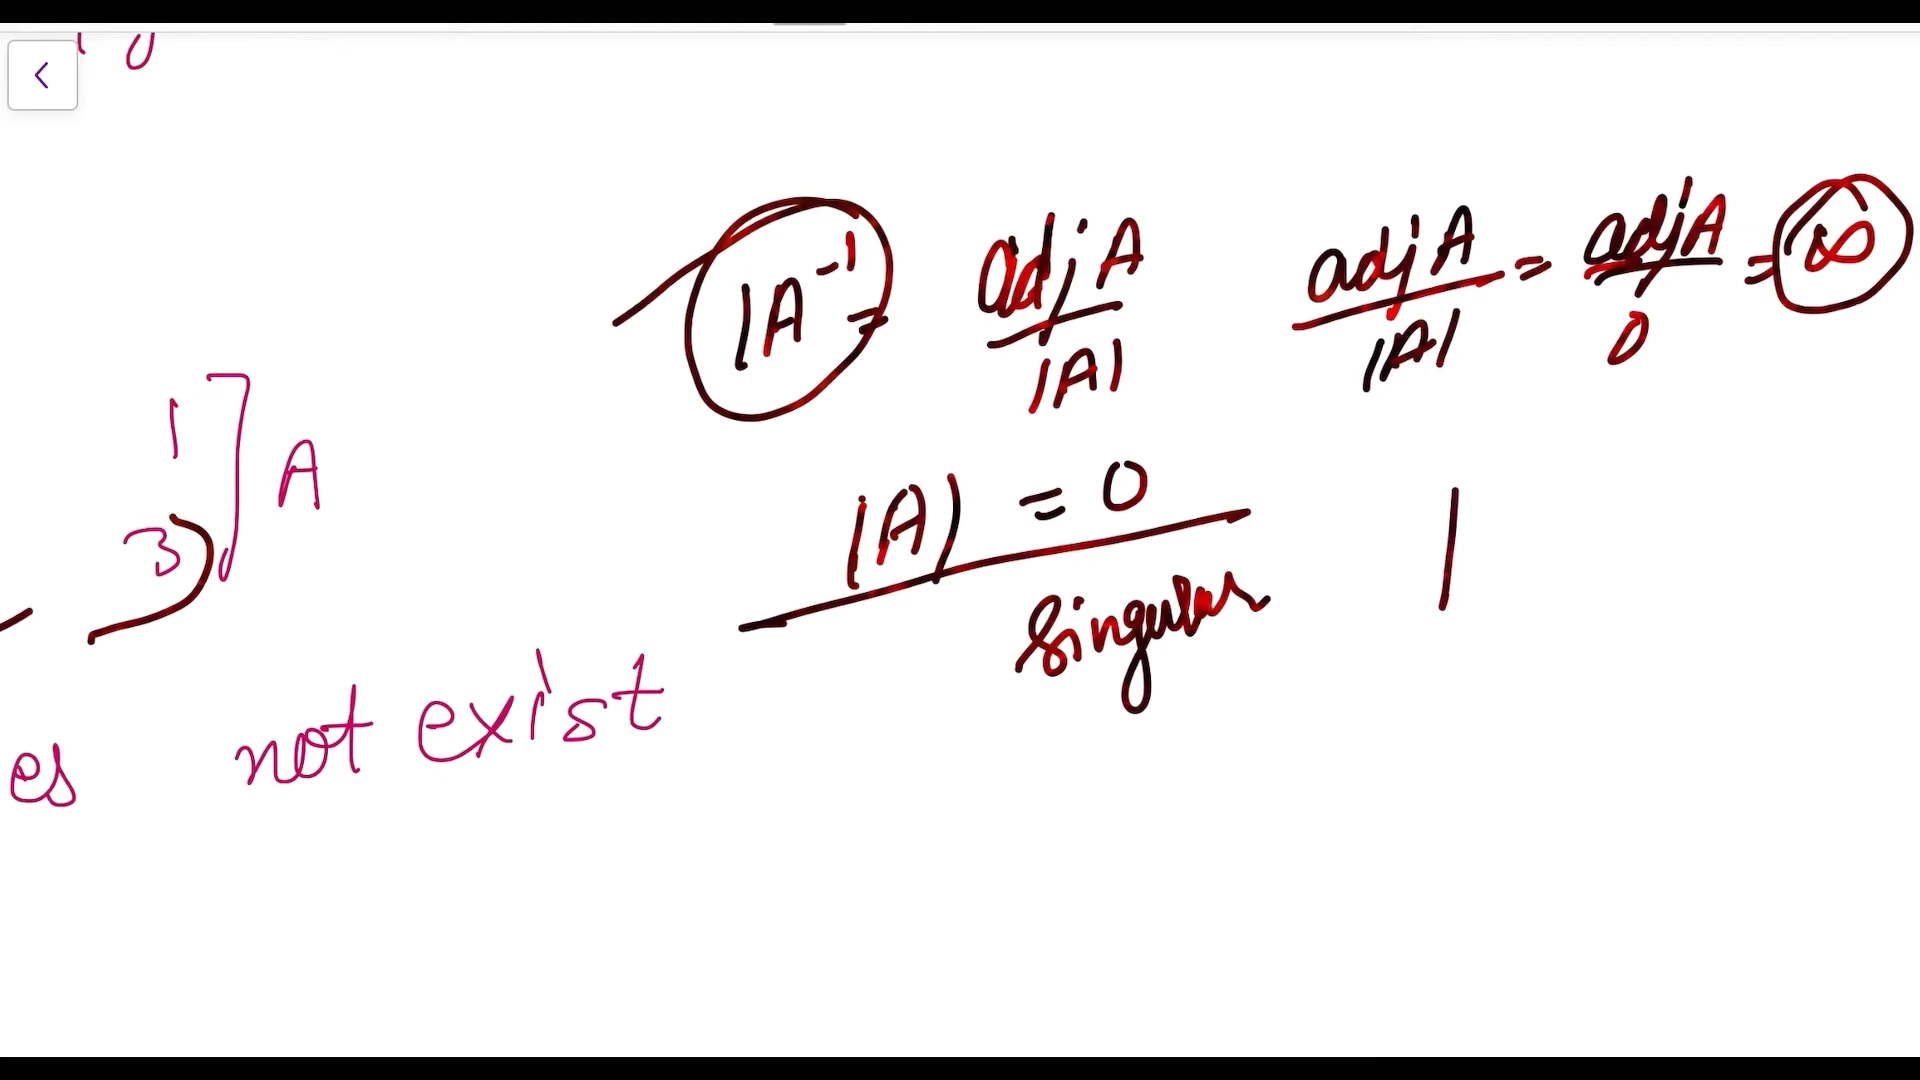 |A⁻¹ = adj A / |A|    adj A / |A| = adj A / 0 = ∞
1
3 ] A
|A| = 0
Singular
es not exist